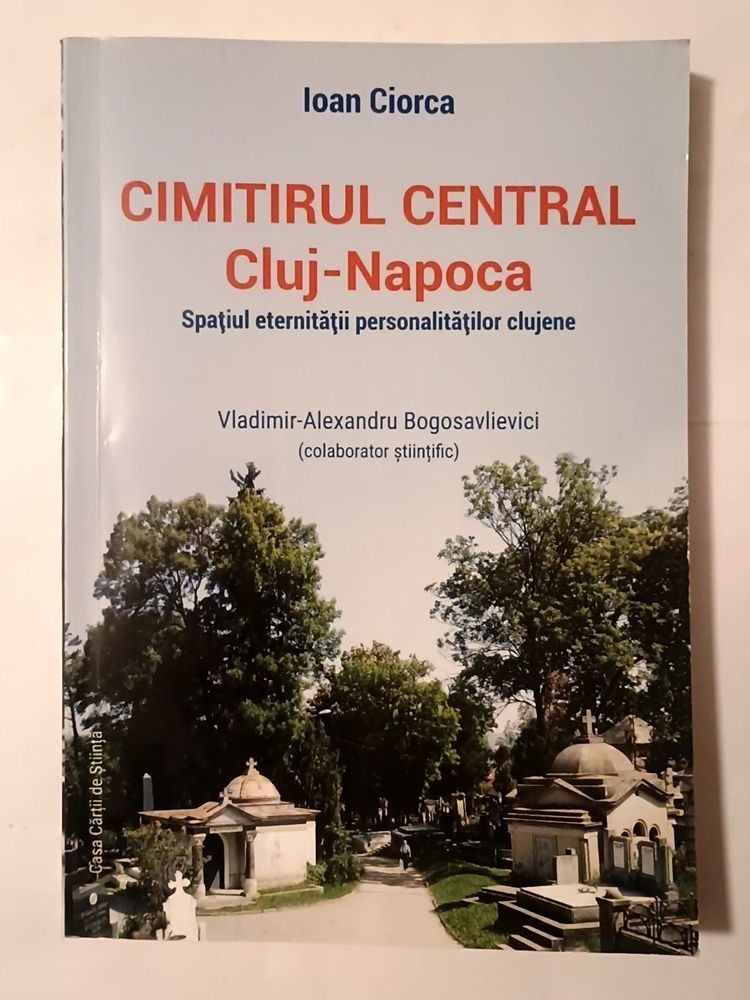 Ioan Ciorca
CIMITIRUL CENTRAL
Cluj-Napoca
Spaţiul eternităţii personalităţilor clujene
Vladimir-Alexandru Bogosavlievici
(colaborator ştiinţific)
Casa Cărţii de Ştiinţă